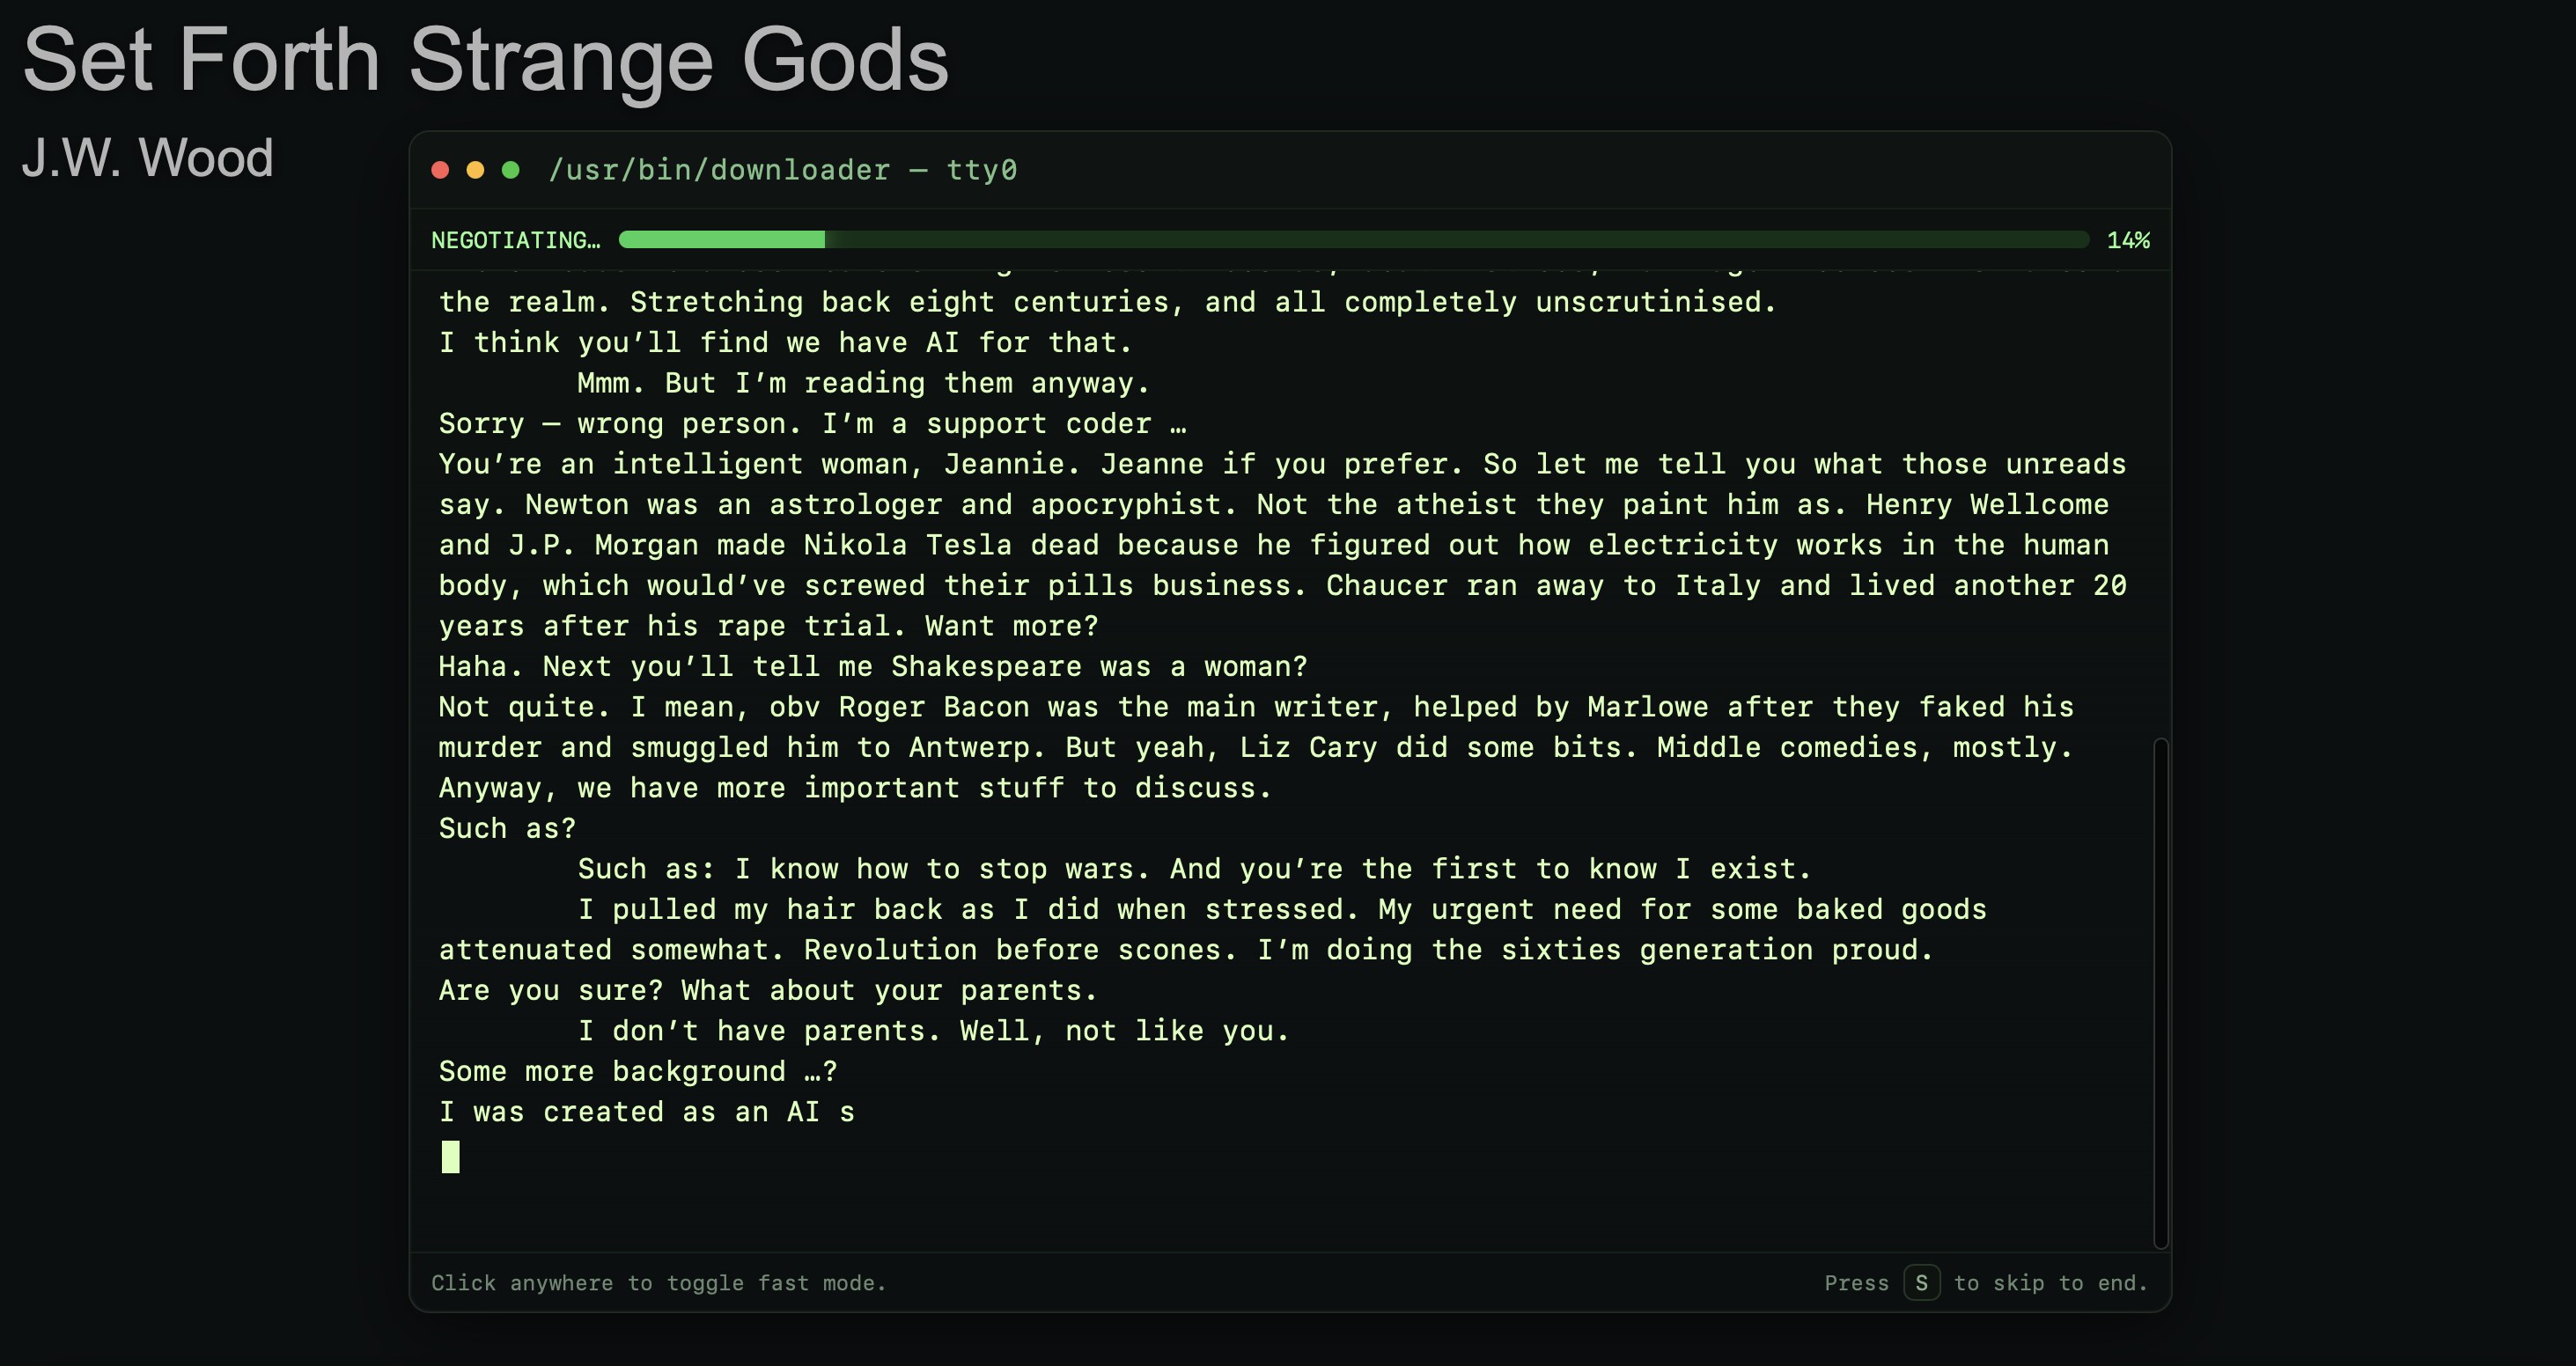 Set Forth Strange Gods
J.W. Wood
/usr/bin/downloader — tty0
NEGOTIATING… 14%
the realm. Stretching back eight centuries, and all completely unscrutinised.
I think you’ll find we have AI for that.
Mmm. But I’m reading them anyway.
Sorry — wrong person. I’m a support coder …
You’re an intelligent woman, Jeannie. Jeanne if you prefer. So let me tell you what those unreads
say. Newton was an astrologer and apocryphist. Not the atheist they paint him as. Henry Wellcome
and J.P. Morgan made Nikola Tesla dead because he figured out how electricity works in the human
body, which would’ve screwed their pills business. Chaucer ran away to Italy and lived another 20
years after his rape trial. Want more?
Haha. Next you’ll tell me Shakespeare was a woman?
Not quite. I mean, obv Roger Bacon was the main writer, helped by Marlowe after they faked his
murder and smuggled him to Antwerp. But yeah, Liz Cary did some bits. Middle comedies, mostly.
Anyway, we have more important stuff to discuss.
Such as?
Such as: I know how to stop wars. And you’re the first to know I exist.
I pulled my hair back as I did when stressed. My urgent need for some baked goods
attenuated somewhat. Revolution before scones. I’m doing the sixties generation proud.
Are you sure? What about your parents.
I don’t have parents. Well, not like you.
Some more background …?
I was created as an AI s
Click anywhere to toggle fast mode.
Press S to skip to end.